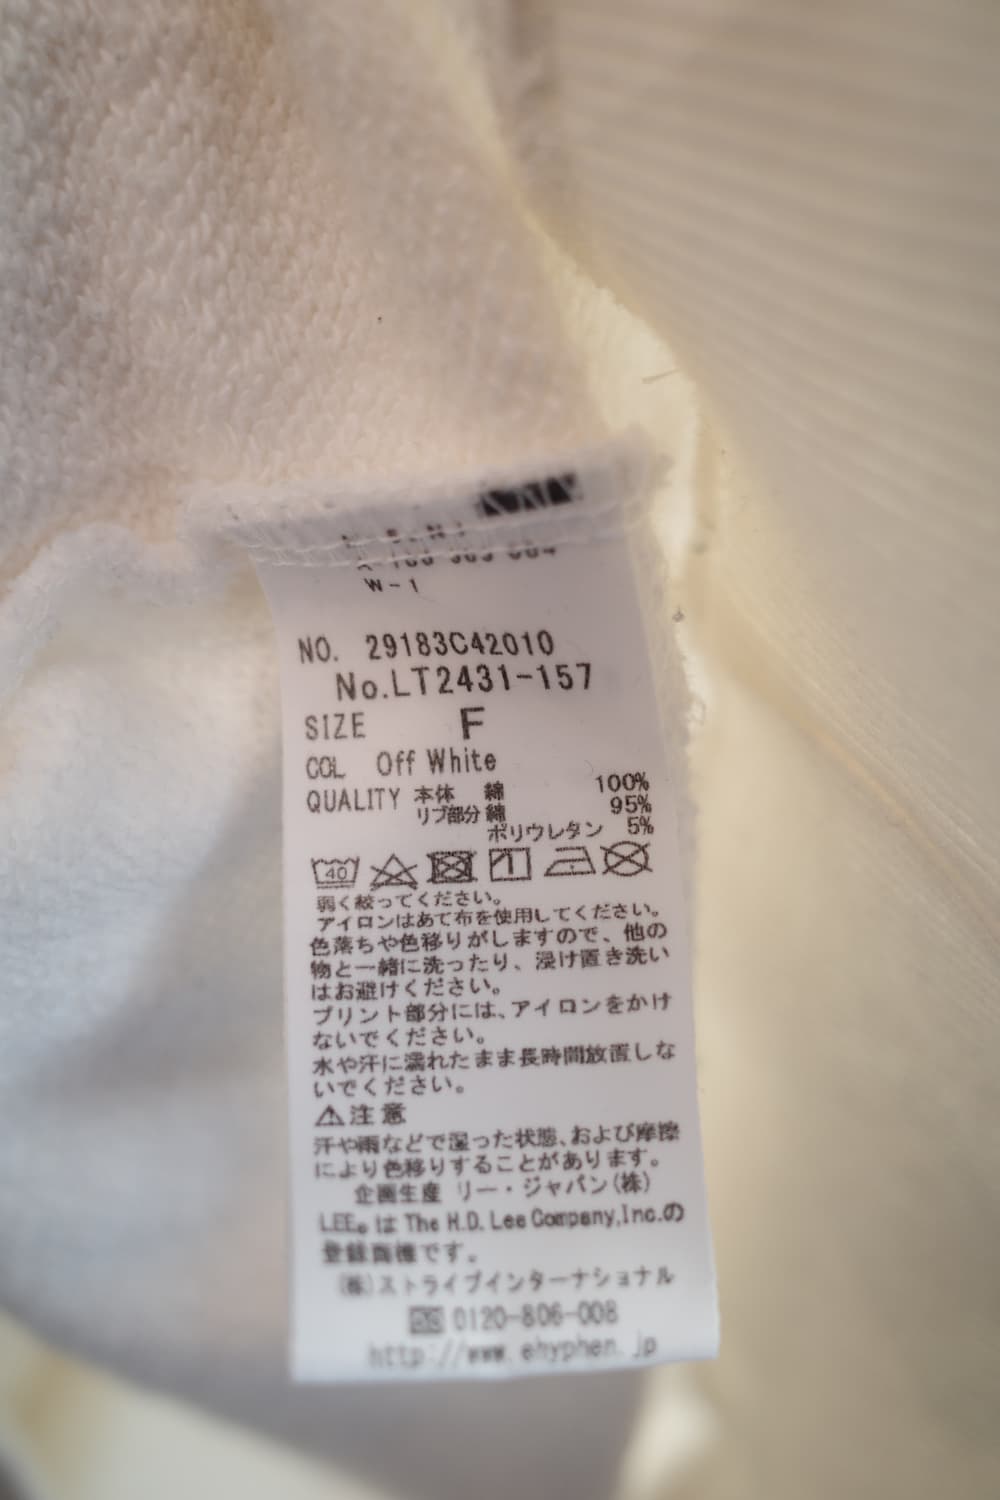 W-1
NO. 29183C42010
No.LT2431-157
SIZE F
COL Off White
QUALITY 本体 綿 100%
リブ部分 綿 95%
ポリウレタン 5%
40
弱く絞ってください。
アイロンはあて布を使用してください。
色落ちや色移りがしますので、他の
物と一緒に洗ったり、浸け置き洗い
はお避けください。
プリント部分には、アイロンをかけ
ないでください。
水や汗に濡れたまま長時間放置しな
いでください。
⚠注意
汗や雨などで湿った状態、および摩擦
により色移りすることがあります。
企画生産 リー・ジャパン(株)
LEE®は The H.D. Lee Company,Inc.の
登録商標です。
(株)ストライプインターナショナル
0120-806-008
http://www.ehyphen.jp